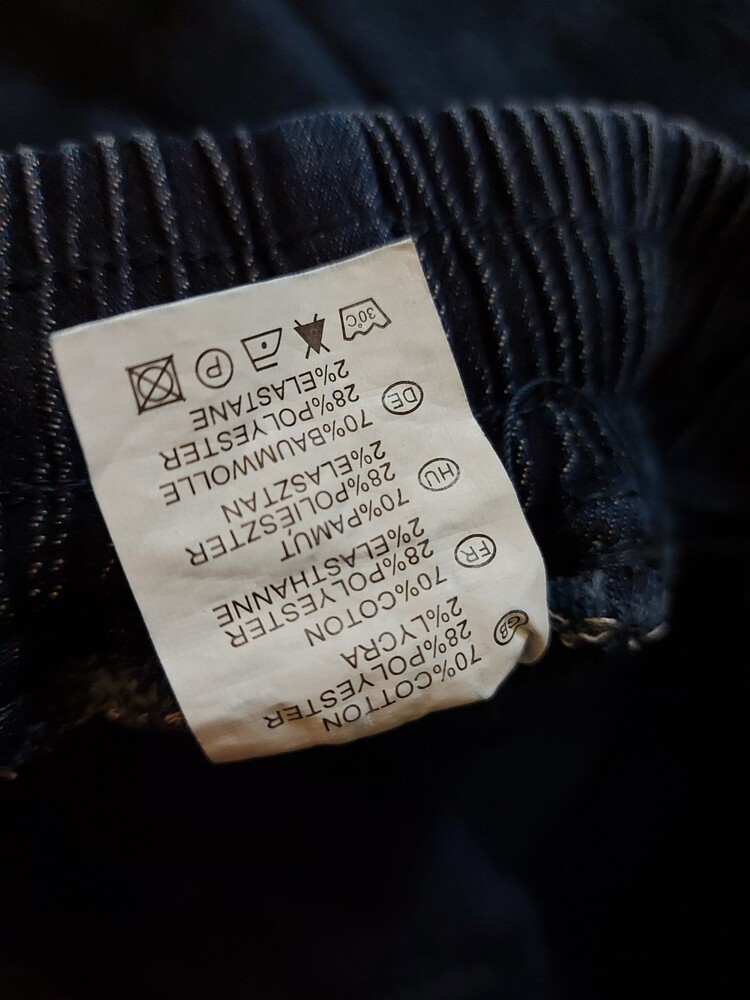 GB
70%COTTON
28%POLYESTER
2%LYCRA
FR
70%COTON
28%POLYESTER
2%ELASTHANNE
HU
70%PAMUT
28%POLIÉSZTER
2%ELASZTAN
DE
70%BAUMWOLLE
28%POLYESTER
2%ELASTANE
30°C P